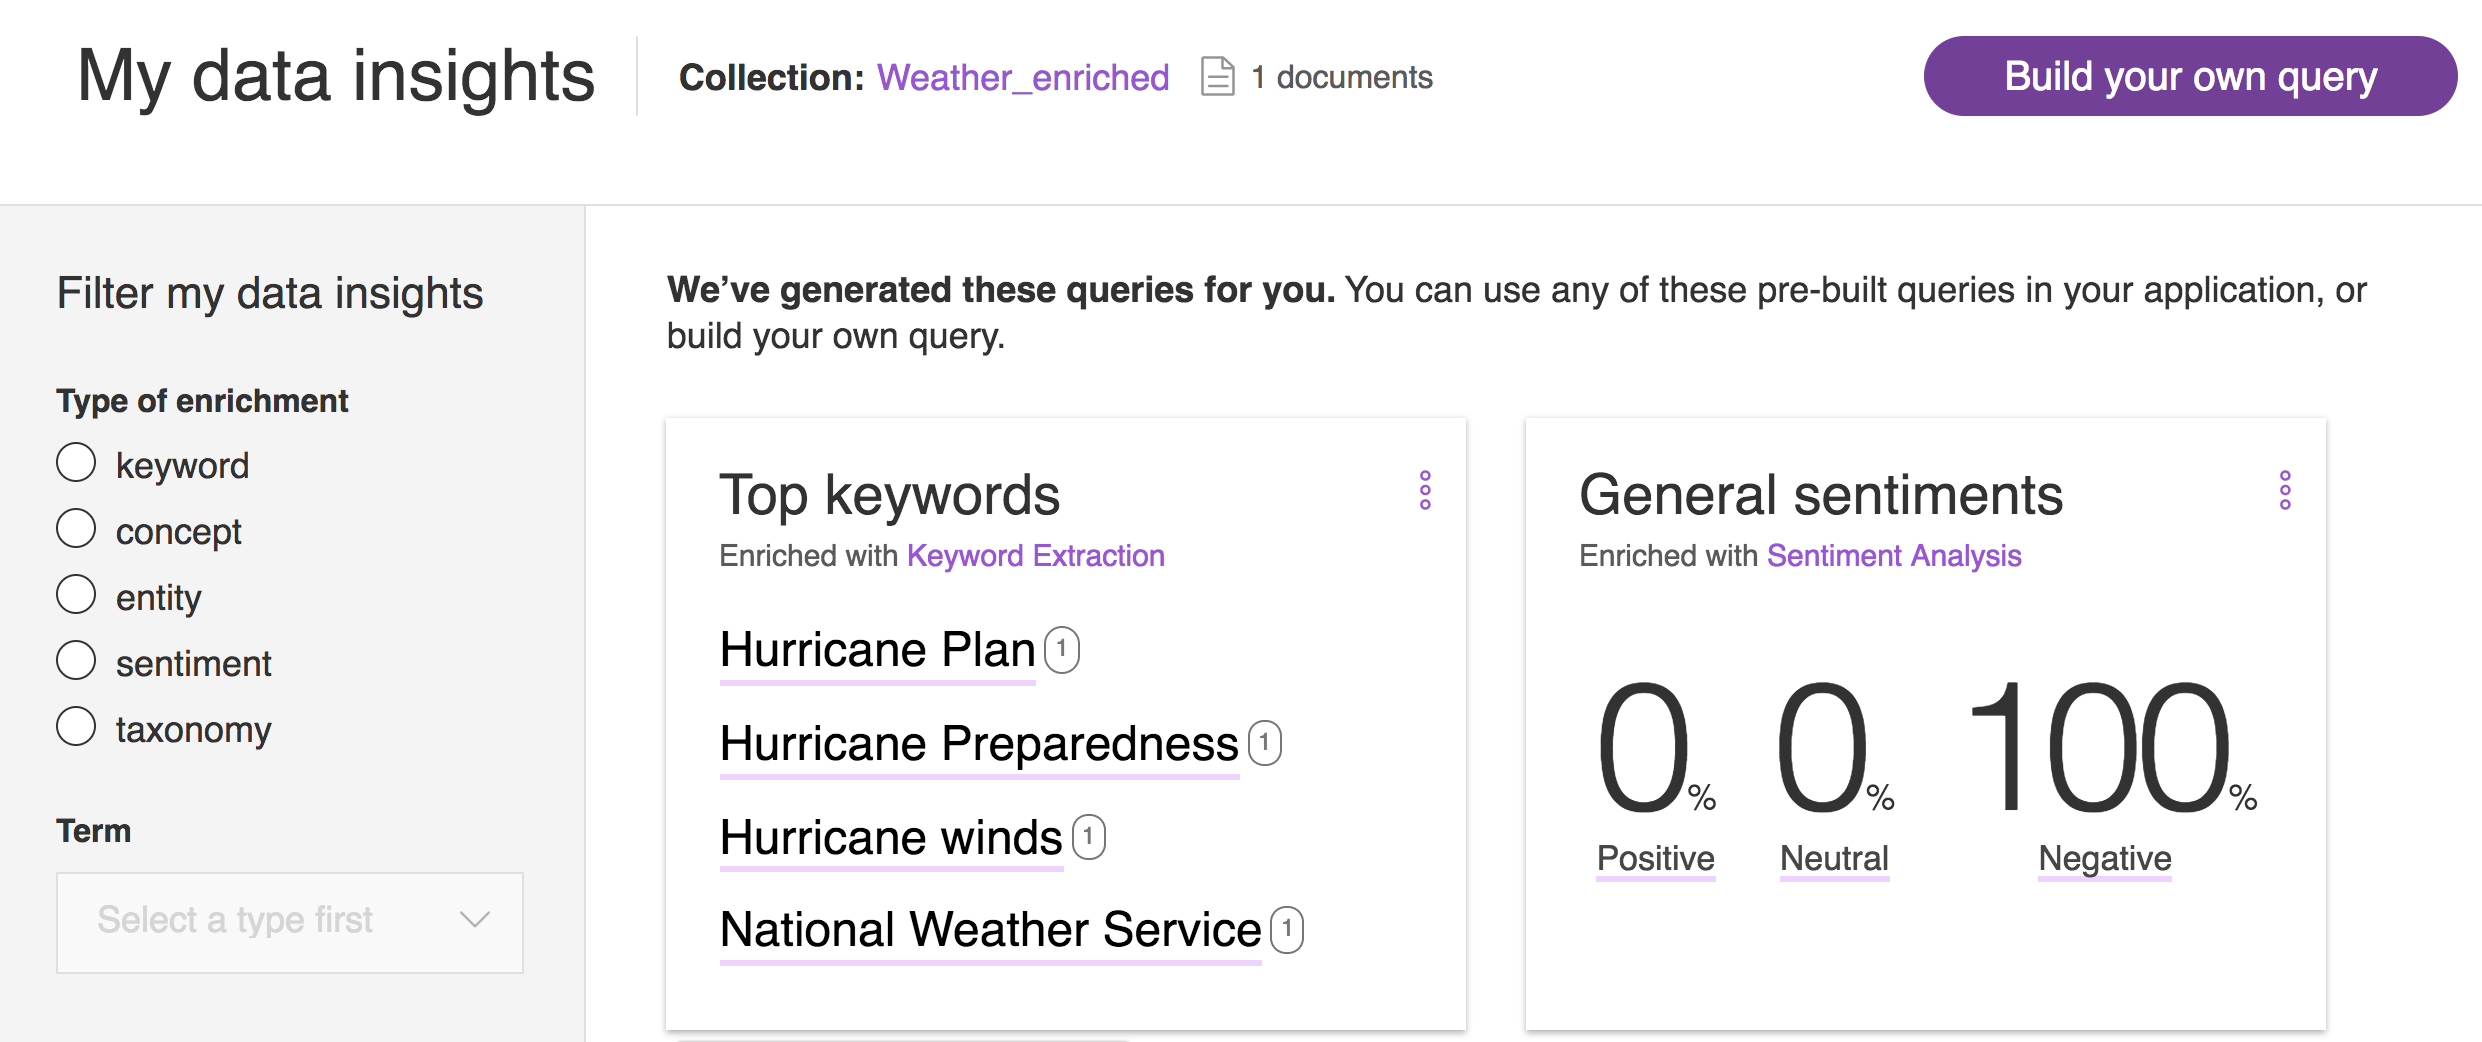 My data insights
Collection: Weather_enriched 1 documents
Build your own query
Filter my data insights
Type of enrichment
keyword
concept
entity
sentiment
taxonomy
Term
Select a type first
We’ve generated these queries for you. You can use any of these pre-built queries in your application, or
build your own query.
Top keywords
Enriched with Keyword Extraction
Hurricane Plan 1
Hurricane Preparedness 1
Hurricane winds 1
National Weather Service 1
General sentiments
Enriched with Sentiment Analysis
0% 0% 100%
Positive Neutral Negative